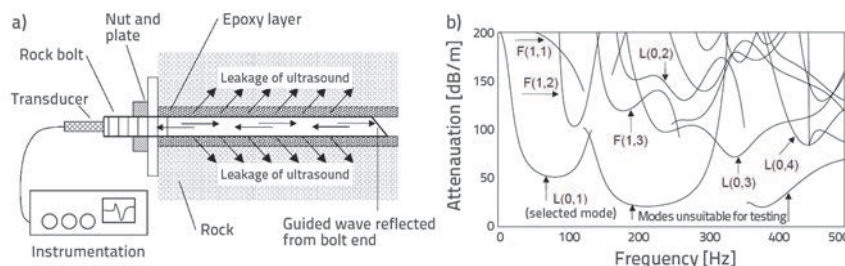 a)
Nut and
plate
Epoxy layer
Rock bolt
Leakage of ultrasound
Transducer
Leakage of ultrasound
Rock
Guided wave reflected
from bolt end
Instrumentation
b)
Attenauation [dB/m]
200
150
100
50
0
F(1,1)
F(1,2)
L(0,2)
F(1,3)
L(0,1)
(selected mode)
L(0,3)
L(0,4)
Modes unsuitable for testing
0
100
200
300
400
500
Frequency [Hz]